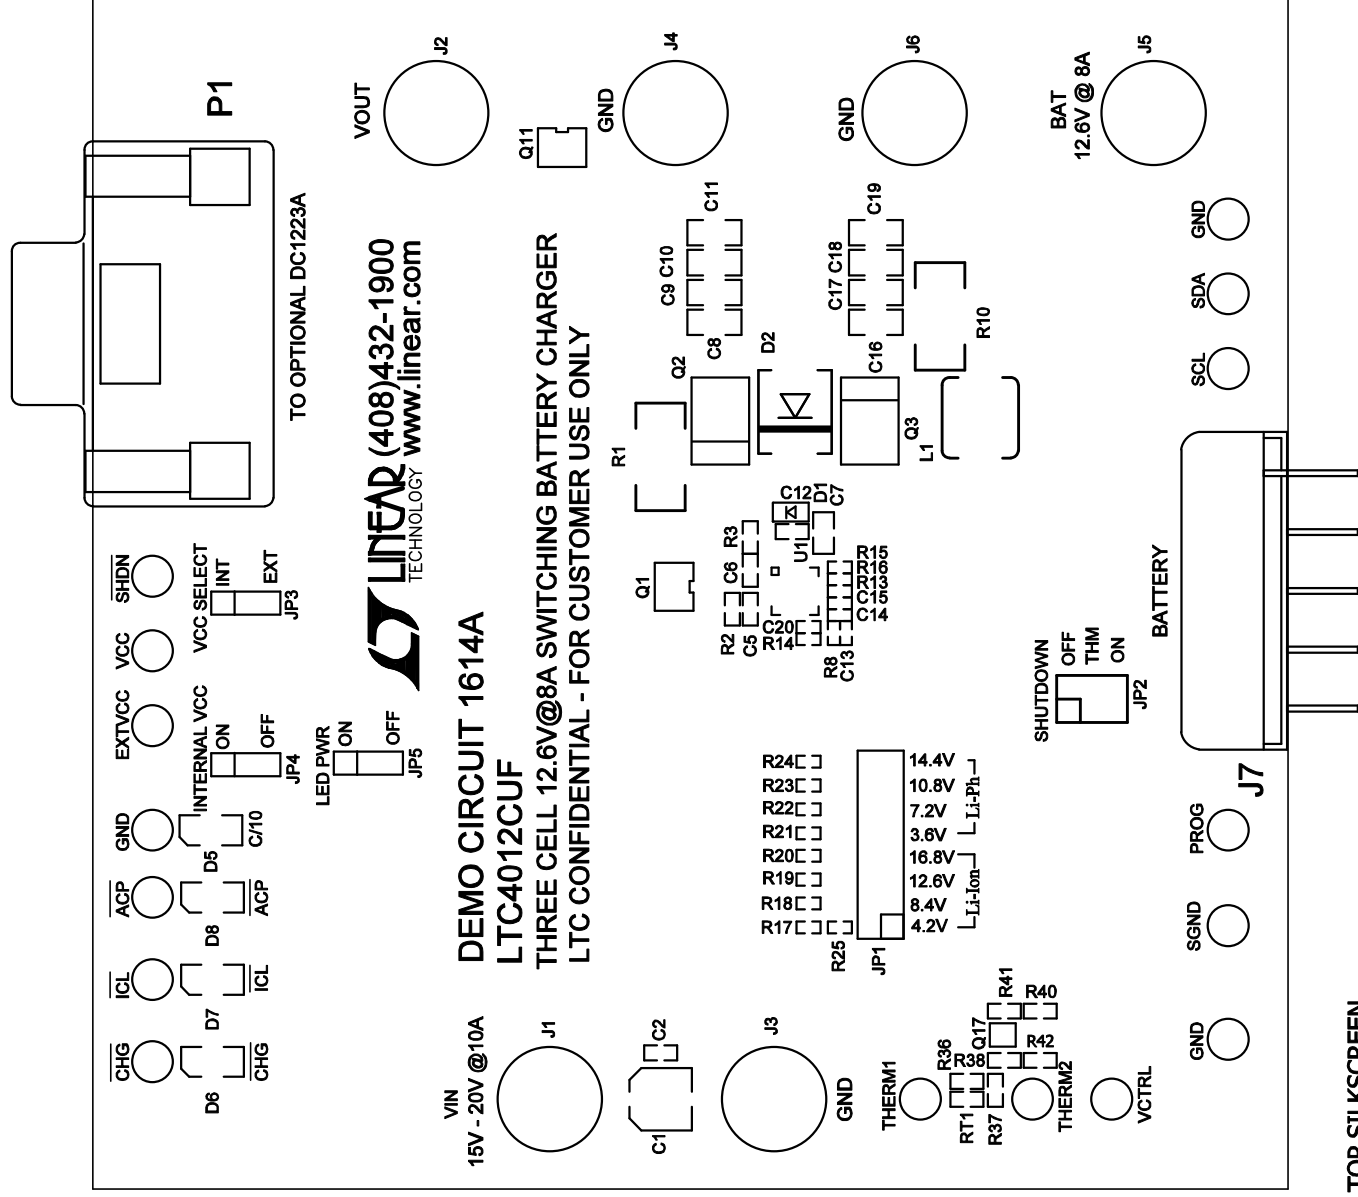 P1
TO OPTIONAL DC1223A
J2
VOUT
J4
GND
J6
GND
J5
BAT
12.6V @ 8A
Q11
LINEAR
TECHNOLOGY
(408)432-1900
www.linear.com
DEMO CIRCUIT 1614A
LTC4012CUF
THREE CELL 12.6V@8A SWITCHING BATTERY CHARGER
LTC CONFIDENTIAL - FOR CUSTOMER USE ONLY
C11
C10
C9
C8
C19
C18
C17
C16
R10
D2
Q2
Q3
L1
R1
GND
SDA
SCL
SHDN
VCC
EXTVCC
GND
ACP
ICL
CHG
VCC SELECT
INT
EXT
JP3
INTERNAL VCC
ON
OFF
JP4
LED PWR
ON
OFF
JP5
C/10
D5
ACP
D8
ICL
D7
CHG
D6
Q1
R3
C6
R2
C5
C12
D1
C7
U1
R15
R16
R13
C15
C14
C20
R14
R8
C13
SHUTDOWN
OFF
THM
ON
JP2
BATTERY
J7
R24
R23
R22
R21
R20
R19
R18
R17
R25
JP1
14.4V
10.8V
7.2V
3.6V
16.8V
12.6V
8.4V
4.2V
Li-Ph
Li-Ion
PROG
SGND
GND
VIN
15V - 20V @10A
J1
C2
C1
J3
GND
R41
R40
Q17
R42
R36
R38
RT1
R37
THERM1
THERM2
VCTRL
TOP SILKSCREEN